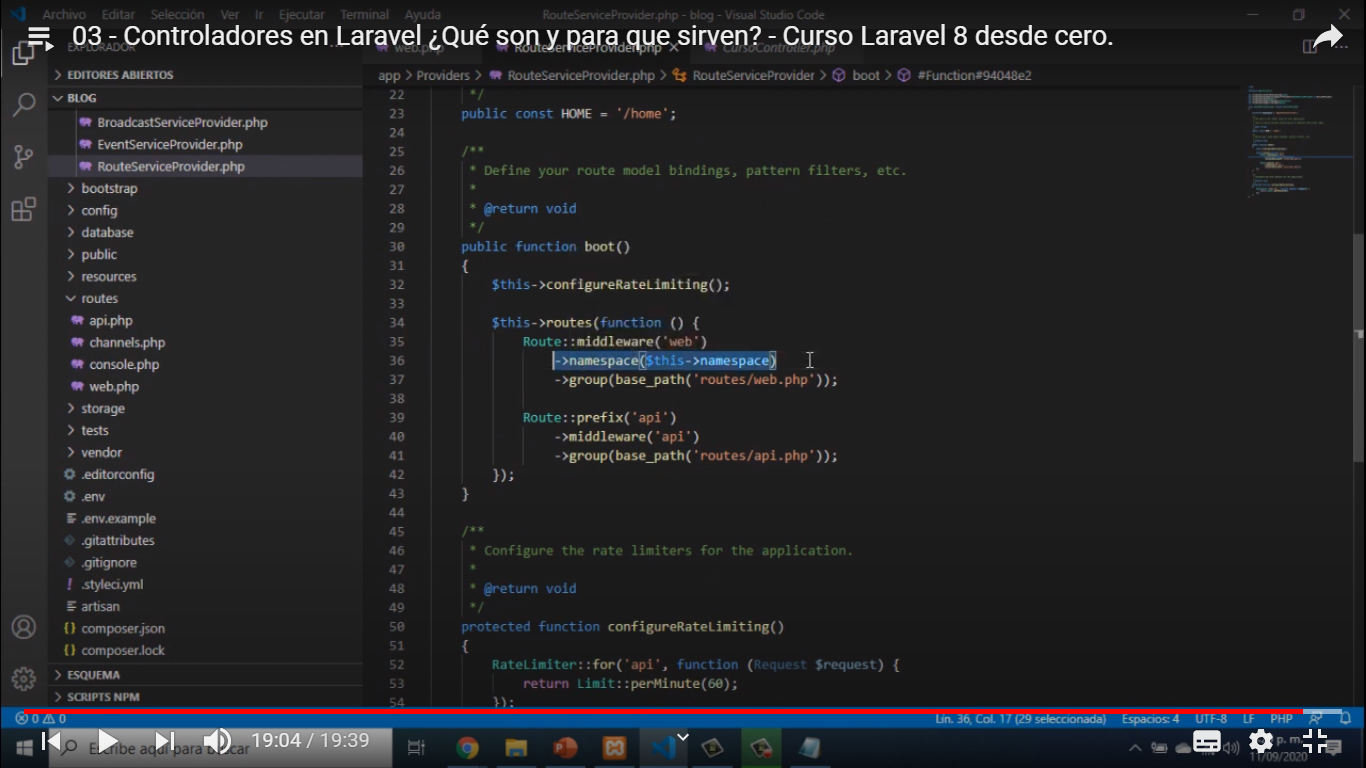 Archivo Editar Selección Ver Ir Ejecutar Terminal Ayuda RouteServiceProvider.php - blog - Visual Studio Code
03 - Controladores en Laravel ¿Qué son y para que sirven? - Curso Laravel 8 desde cero.
EXPLORADOR web.php RouteServiceProvider.php CursoController.php
EDITORES ABIERTOS
app > Providers > RouteServiceProvider.php > RouteServiceProvider > boot > #Function#94048e2
BLOG
BroadcastServiceProvider.php
EventServiceProvider.php
RouteServiceProvider.php
bootstrap
config
database
public
resources
routes
api.php
channels.php
console.php
web.php
storage
tests
vendor
.editorconfig
.env
.env.example
.gitattributes
.gitignore
.styleci.yml
artisan
composer.json
composer.lock
ESQUEMA
SCRIPTS NPM
22 */
23 public const HOME = '/home';
24
25 /**
26 * Define your route model bindings, pattern filters, etc.
27 *
28 * @return void
29 */
30 public function boot()
31 {
32 $this->configureRateLimiting();
33
34 $this->routes(function () {
35 Route::middleware('web')
36 ->namespace($this->namespace)
37 ->group(base_path('routes/web.php'));
38
39 Route::prefix('api')
40 ->middleware('api')
41 ->group(base_path('routes/api.php'));
42 });
43 }
44
45 /**
46 * Configure the rate limiters for the application.
47 *
48 * @return void
49 */
50 protected function configureRateLimiting()
51 {
52 RateLimiter::for('api', function (Request $request) {
53 return Limit::perMinute(60);
54 });
0 0 Lín. 36, Col. 17 (29 seleccionada) Espacios: 4 UTF-8 LF PHP
Escribe aquí para buscar
19:04 / 19:39
p. m.
11/09/2020